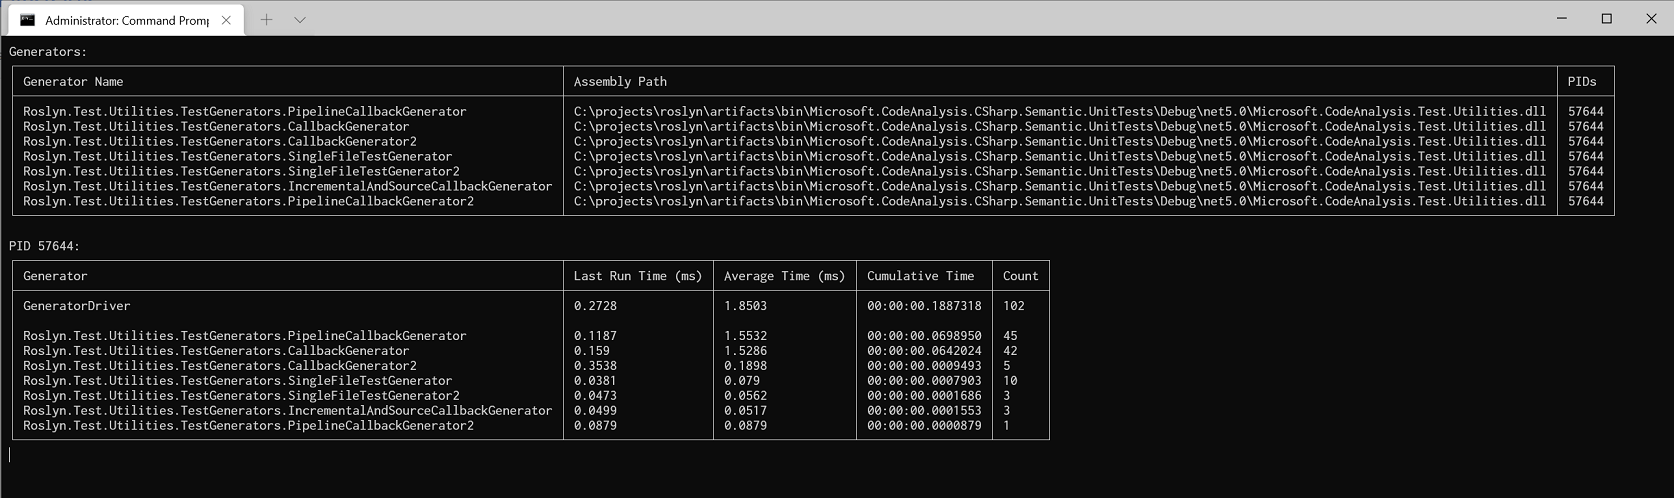 Administrator: Command Promp
Generators:
Generator Name Assembly Path PIDs
Roslyn.Test.Utilities.TestGenerators.PipelineCallbackGenerator C:\projects\roslyn\artifacts\bin\Microsoft.CodeAnalysis.CSharp.Semantic.UnitTests\Debug\net5.0\Microsoft.CodeAnalysis.Test.Utilities.dll 57644
Roslyn.Test.Utilities.TestGenerators.CallbackGenerator C:\projects\roslyn\artifacts\bin\Microsoft.CodeAnalysis.CSharp.Semantic.UnitTests\Debug\net5.0\Microsoft.CodeAnalysis.Test.Utilities.dll 57644
Roslyn.Test.Utilities.TestGenerators.CallbackGenerator2 C:\projects\roslyn\artifacts\bin\Microsoft.CodeAnalysis.CSharp.Semantic.UnitTests\Debug\net5.0\Microsoft.CodeAnalysis.Test.Utilities.dll 57644
Roslyn.Test.Utilities.TestGenerators.SingleFileTestGenerator C:\projects\roslyn\artifacts\bin\Microsoft.CodeAnalysis.CSharp.Semantic.UnitTests\Debug\net5.0\Microsoft.CodeAnalysis.Test.Utilities.dll 57644
Roslyn.Test.Utilities.TestGenerators.SingleFileTestGenerator2 C:\projects\roslyn\artifacts\bin\Microsoft.CodeAnalysis.CSharp.Semantic.UnitTests\Debug\net5.0\Microsoft.CodeAnalysis.Test.Utilities.dll 57644
Roslyn.Test.Utilities.TestGenerators.IncrementalAndSourceCallbackGenerator C:\projects\roslyn\artifacts\bin\Microsoft.CodeAnalysis.CSharp.Semantic.UnitTests\Debug\net5.0\Microsoft.CodeAnalysis.Test.Utilities.dll 57644
Roslyn.Test.Utilities.TestGenerators.PipelineCallbackGenerator2 C:\projects\roslyn\artifacts\bin\Microsoft.CodeAnalysis.CSharp.Semantic.UnitTests\Debug\net5.0\Microsoft.CodeAnalysis.Test.Utilities.dll 57644
PID 57644:
Generator Last Run Time (ms) Average Time (ms) Cumulative Time Count
GeneratorDriver 0.2728 1.8503 00:00:00.1887318 102
Roslyn.Test.Utilities.TestGenerators.PipelineCallbackGenerator 0.1187 1.5532 00:00:00.0698950 45
Roslyn.Test.Utilities.TestGenerators.CallbackGenerator 0.159 1.5286 00:00:00.0642024 42
Roslyn.Test.Utilities.TestGenerators.CallbackGenerator2 0.3538 0.1898 00:00:00.0009493 5
Roslyn.Test.Utilities.TestGenerators.SingleFileTestGenerator 0.0381 0.079 00:00:00.0007903 10
Roslyn.Test.Utilities.TestGenerators.SingleFileTestGenerator2 0.0473 0.0562 00:00:00.0001686 3
Roslyn.Test.Utilities.TestGenerators.IncrementalAndSourceCallbackGenerator 0.0499 0.0517 00:00:00.0001553 3
Roslyn.Test.Utilities.TestGenerators.PipelineCallbackGenerator2 0.0879 0.0879 00:00:00.0000879 1